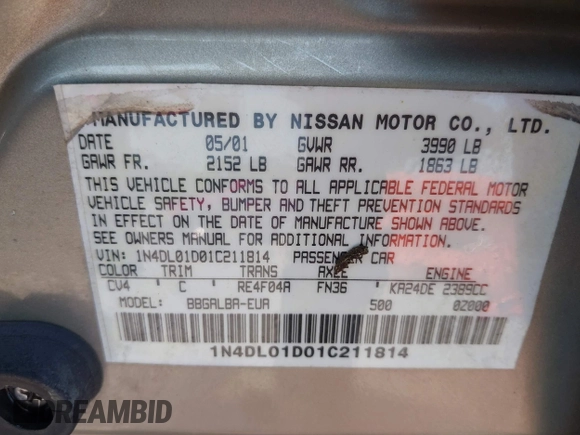 MANUFACTURED BY NISSAN MOTOR CO., LTD.
DATE 05/01 GVWR 3990 LB
GAWR FR. 2152 LB GAWR RR. 1863 LB
THIS VEHICLE CONFORMS TO ALL APPLICABLE FEDERAL MOTOR
VEHICLE SAFETY, BUMPER AND THEFT PREVENTION STANDARDS
IN EFFECT ON THE DATE OF MANUFACTURE SHOWN ABOVE.
SEE OWNERS MANUAL FOR ADDITIONAL INFORMATION.
VIN: 1N4DL01D01C211814 PASSENGER CAR
COLOR TRIM TRANS AXLE ENGINE
CV4 C RE4F04A FN36 KA24DE 2389CC
MODEL: BBGALBA-EUA 500 02000
1N4DL01D01C211814
SCREAMBID